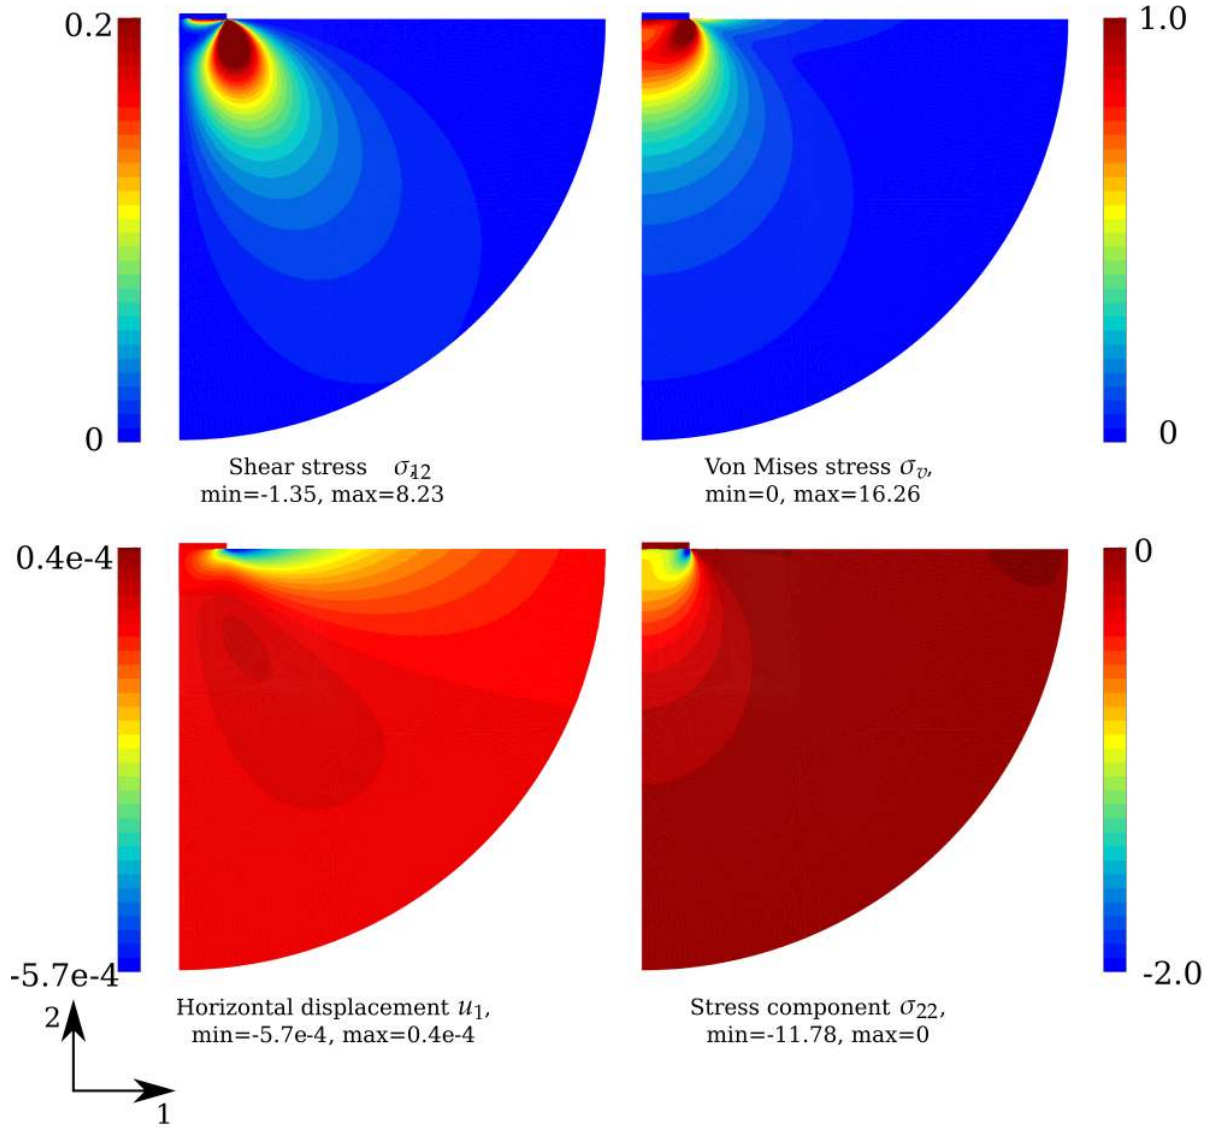 0.2
0
Shear stress σ,12
min=-1.35, max=8.23
1.0
0
Von Mises stress σv,
min=0, max=16.26
0.4e-4
-5.7e-4
Horizontal displacement u1,
min=-5.7e-4, max=0.4e-4
0
-2.0
Stress component σ22,
min=-11.78, max=0
2
1